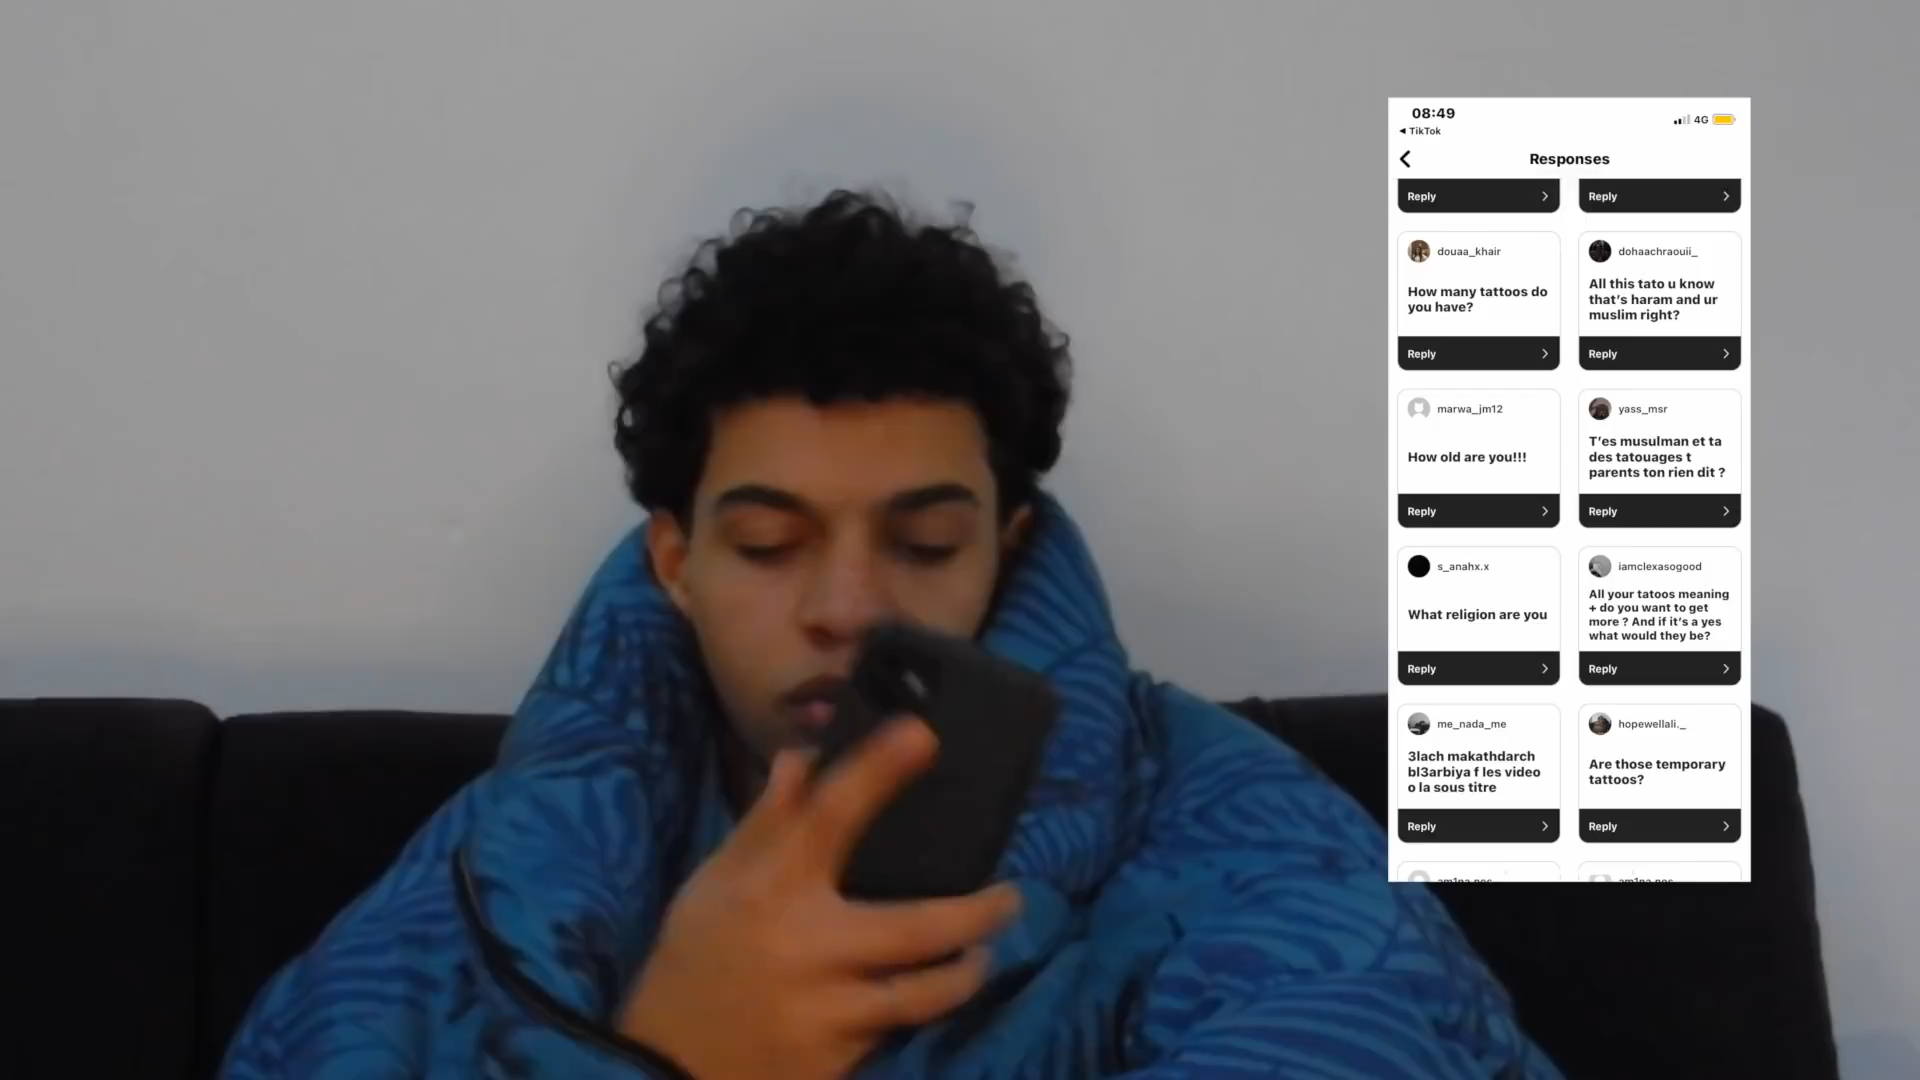 08:49
4G
◄ TikTok
Responses
Reply
Reply
douaa_khair
How many tattoos do
you have?
Reply
dohaachraouii_
All this tato u know
that's haram and ur
muslim right?
Reply
marwa_jm12
How old are you!!!
Reply
yass_msr
T'es musulman et ta
des tatouages t
parents ton rien dit ?
Reply
s_anahx.x
What religion are you
Reply
iamclexasogood
All your tatoos meaning
+ do you want to get
more ? And if it's a yes
what would they be?
Reply
me_nada_me
3lach makathdarch
bl3arbiya f les video
o la sous titre
Reply
hopewellali._
Are those temporary
tattoos?
Reply